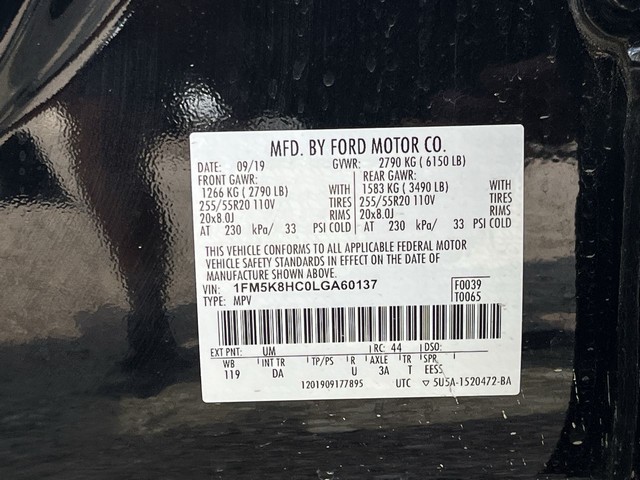 MFD. BY FORD MOTOR CO.
DATE: 09/19 GVWR: 2790 KG ( 6150 LB)
FRONT GAWR: REAR GAWR:
1266 KG ( 2790 LB) WITH 1583 KG ( 3490 LB) WITH
255/55R20 110V TIRES 255/55R20 110V TIRES
20x8.0J RIMS 20x8.0J RIMS
AT 230 kPa/ 33 PSI COLD AT 230 kPa/ 33 PSI COLD
THIS VEHICLE CONFORMS TO ALL APPLICABLE FEDERAL MOTOR
VEHICLE SAFETY STANDARDS IN EFFECT ON THE DATE OF
MANUFACTURE SHOWN ABOVE.
VIN: 1FM5K8HC0LGA60137 F0039
TYPE: MPV T0065
EXT PNT: UM RC: 44 DSO:
WB INT TR TP/PS R AXLE TR SPR
119 DA U 3A T EESS
1201909177895 UTC ▽ 5U5A-1520472-BA